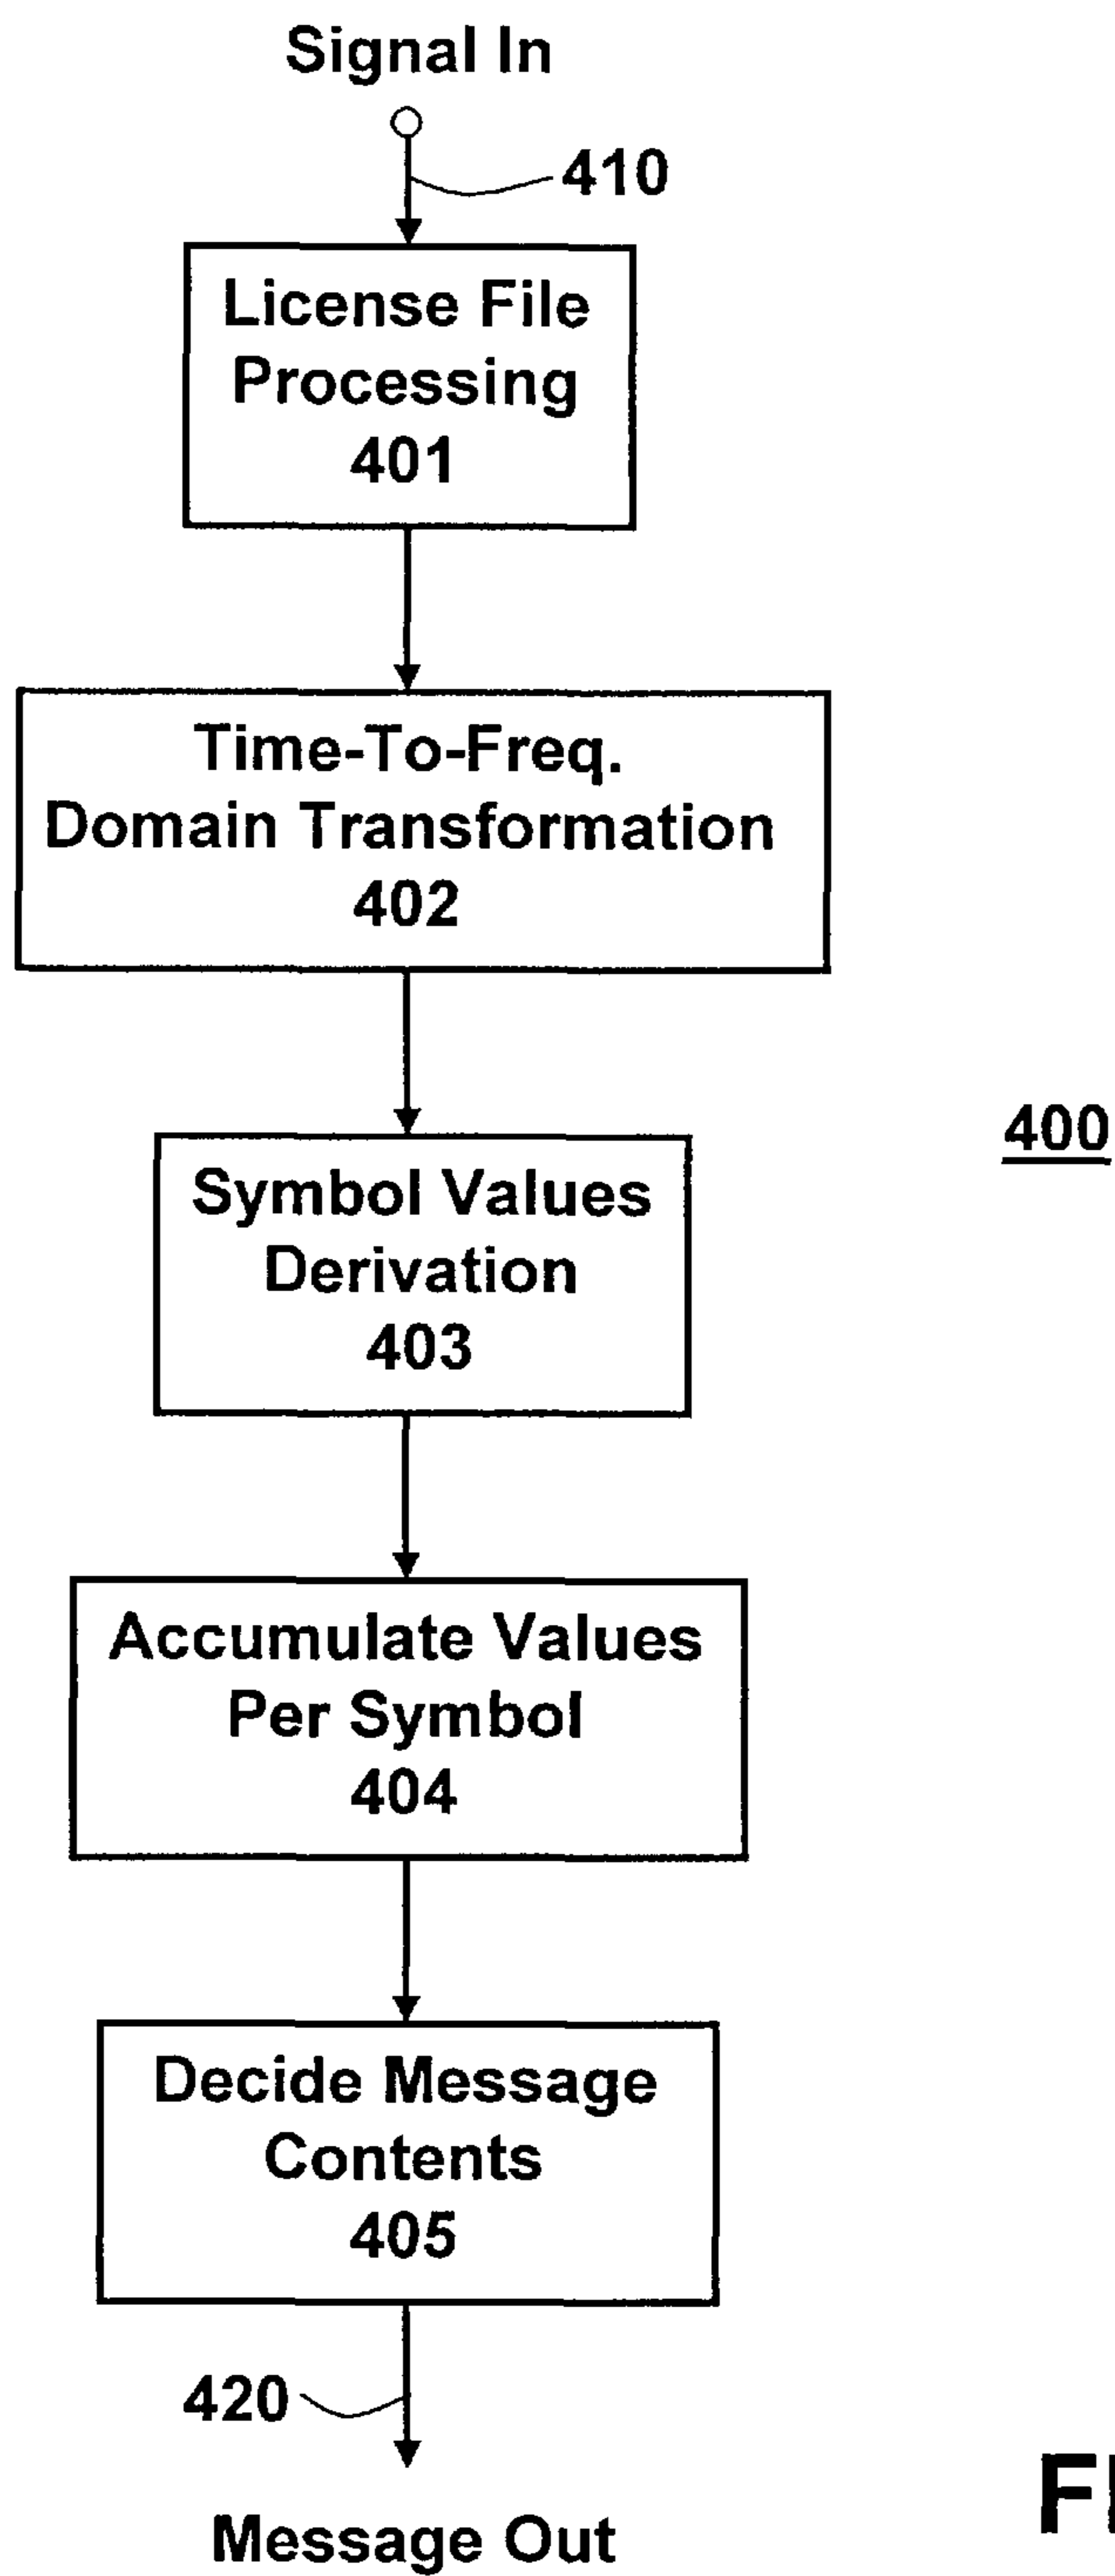 Signal In
410
License File
Processing
401
Time-To-Freq.
Domain Transformation
402
400
Symbol Values
Derivation
403
Accumulate Values
Per Symbol
404
Decide Message
Contents
405
420
Message Out